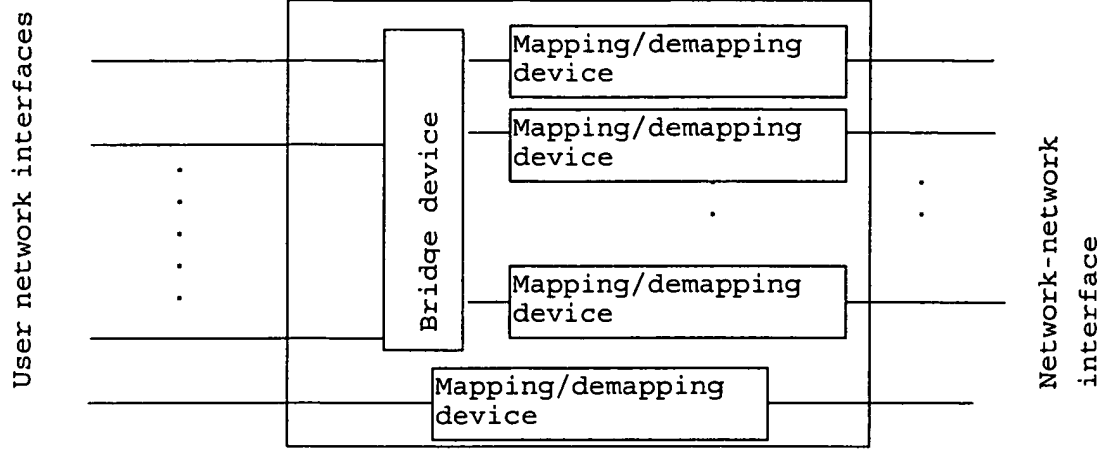 User network interfaces
Bridge device
Mapping/demapping
device
Mapping/demapping
device
Mapping/demapping
device
Mapping/demapping
device
Network-network
interface